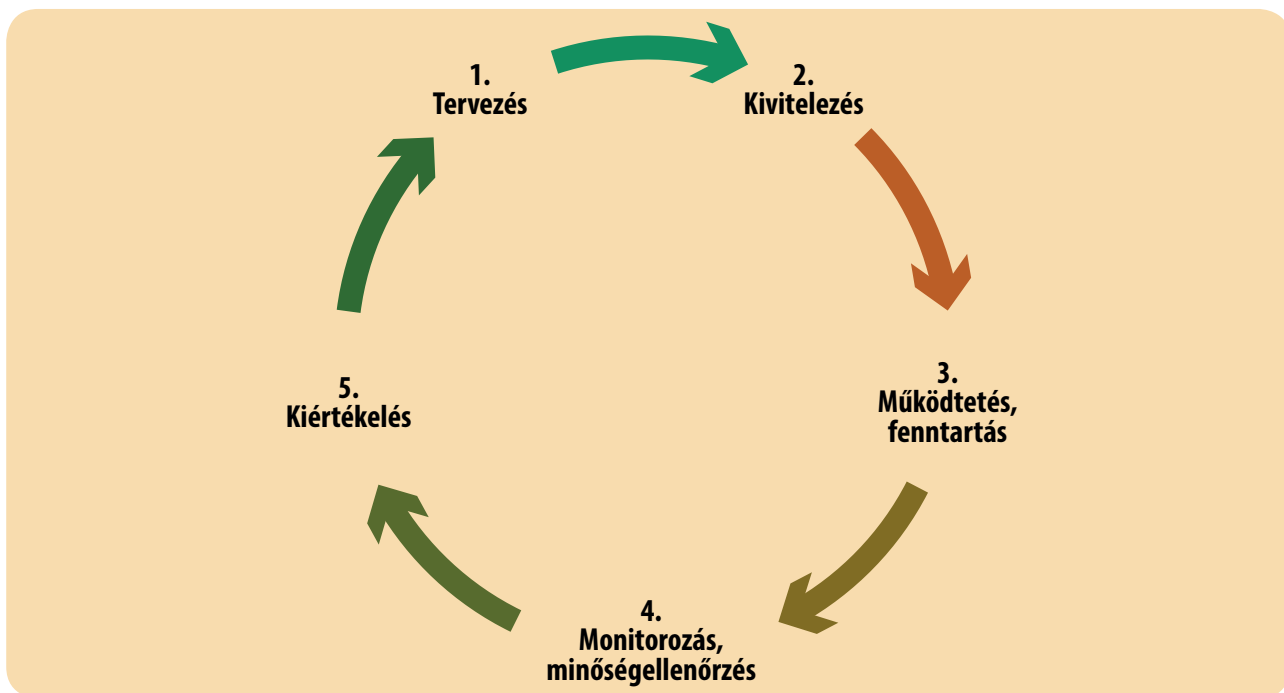 1.
Tervezés
2.
Kivitelezés
3.
Működtetés,
fenntartás
4.
Monitorozás,
minőségellenőrzés
5.
Kiértékelés